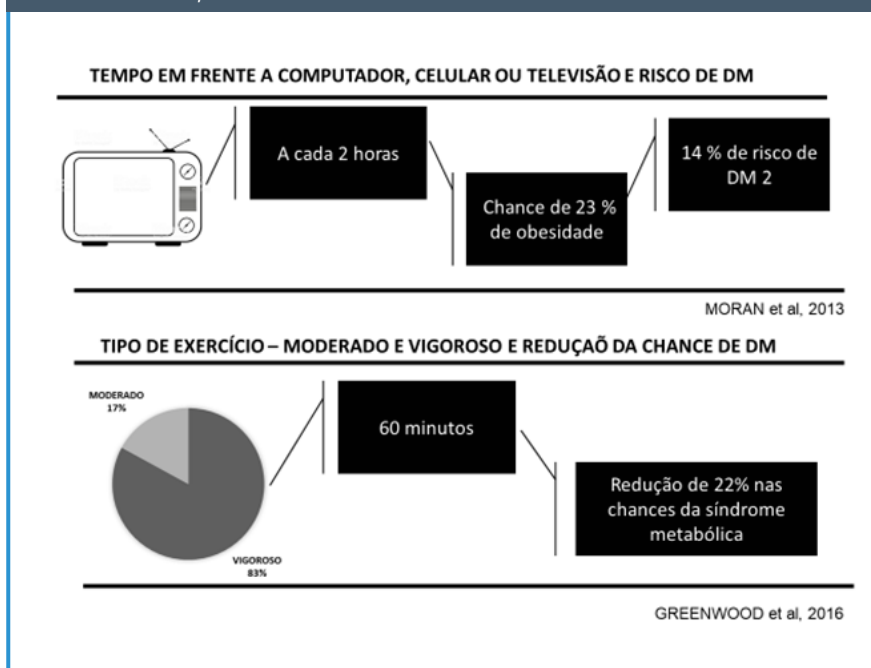 TEMPO EM FRENTE A COMPUTADOR, CELULAR OU TELEVISÃO E RISCO DE DM
A cada 2 horas
Chance de 23 %
de obesidade
14 % de risco de
DM 2
MORAN et al, 2013
TIPO DE EXERCÍCIO – MODERADO E VIGOROSO E REDUÇAÕ DA CHANCE DE DM
MODERADO
17%
VIGOROSO
83%
60 minutos
Redução de 22% nas
chances da síndrome
metabólica
GREENWOOD et al, 2016